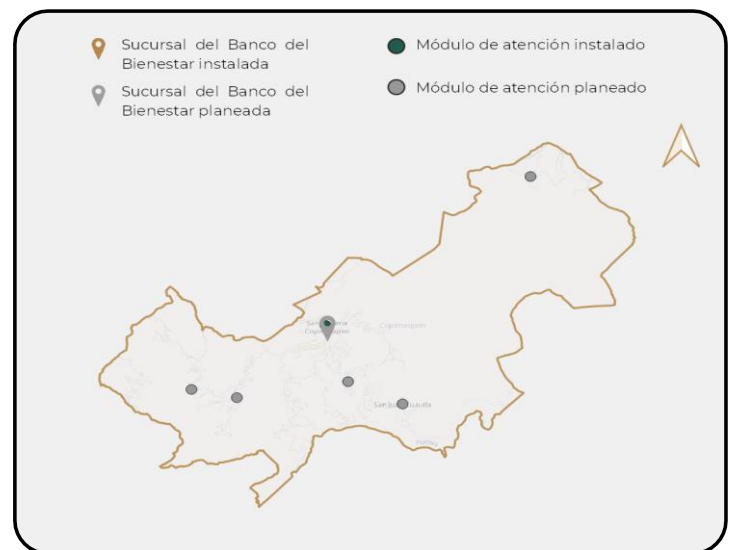 Sucursal del Banco del
Bienestar instalada
Sucursal del Banco del
Bienestar planeada
Módulo de atención instalado
Módulo de atención planeado